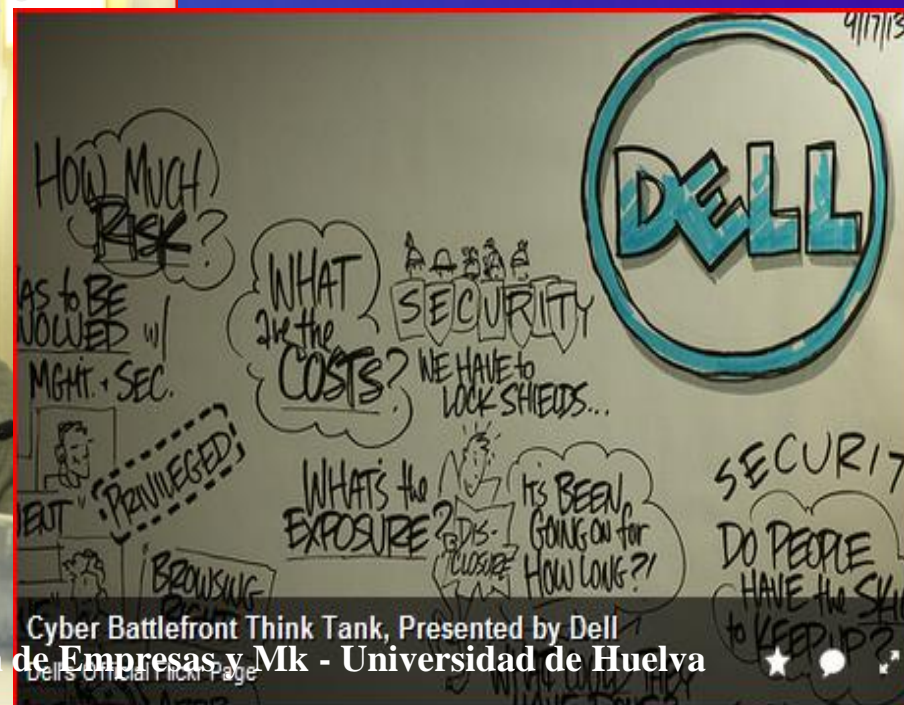 9/17/13
DELL
HOW MUCH
RISK?
AS to BE
w/
MGMT. + SEC.
WHAT
are the
COSTS?
SECURITY
WE HAVE to
LOCK SHIELDS...
"PRIVILEGED"
WHAT'S the
EXPOSURE?
DIS-
CLOSURE
IT'S BEEN
GOING ON for
HOW LONG?!
BROWSING
SECURIT
DO PEOPLE
HAVE the
to KEEP UP?
Cyber Battlefront Think Tank, Presented by Dell
Dell's Official Flickr Page
de Empresas y Mk - Universidad de Huelva